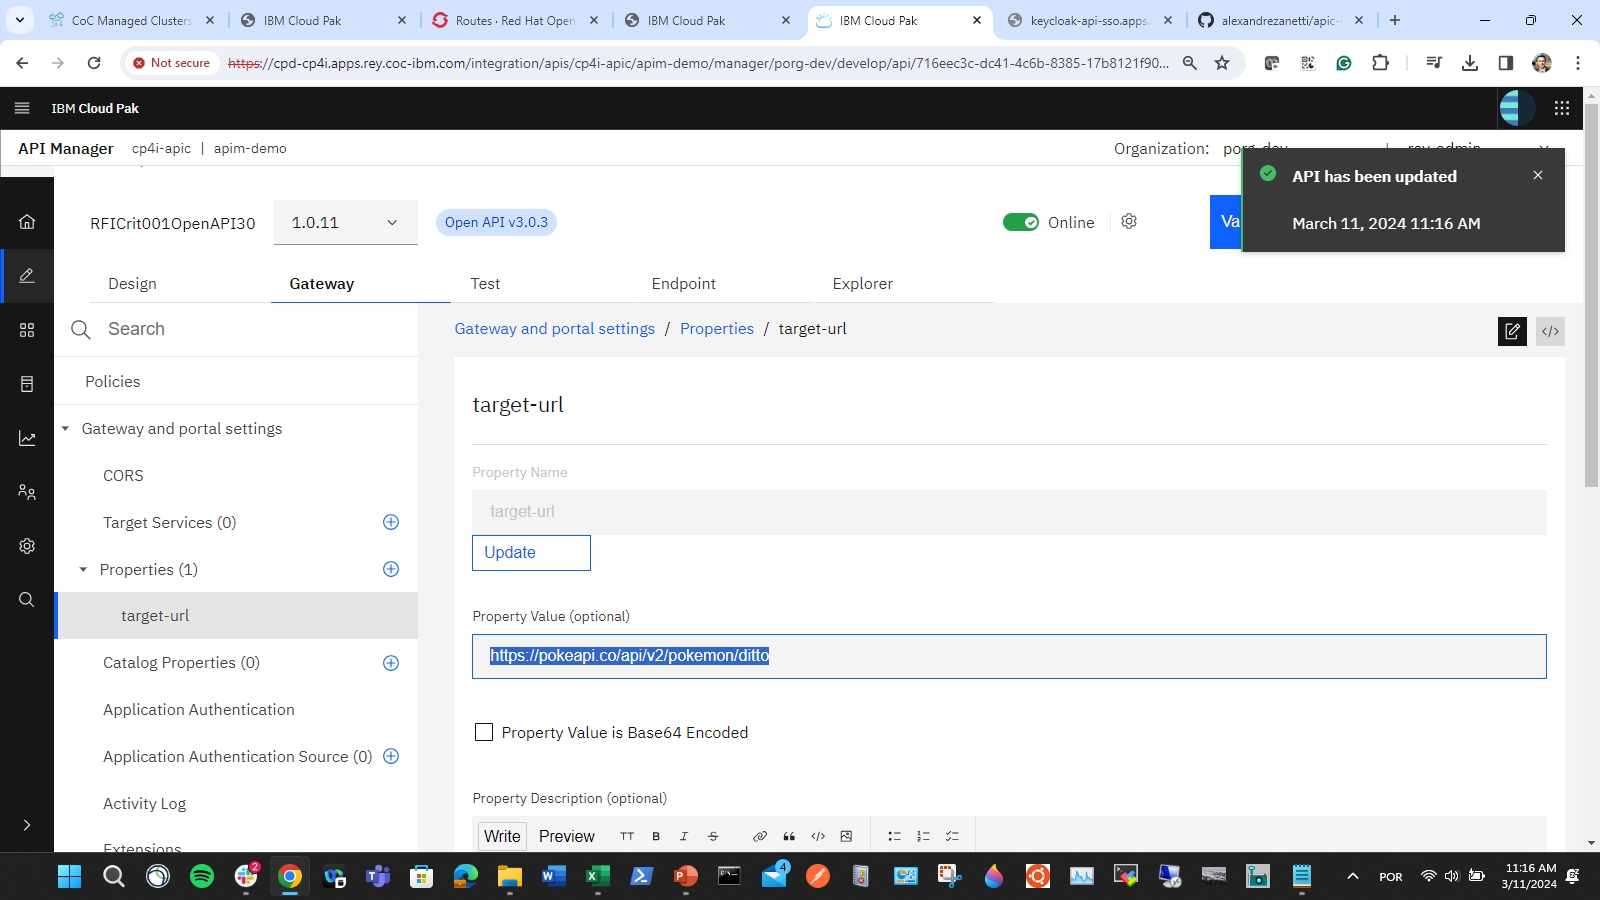 CoC Managed Clusters
IBM Cloud Pak
Routes · Red Hat Open
IBM Cloud Pak
IBM Cloud Pak
keycloak-api-sso.apps.
alexandrezanetti/apic-
Not secure
https://cpd-cp4i.apps.rey.coc-ibm.com/integration/apis/cp4i-apic/apim-demo/manager/porg-dev/develop/api/716eec3c-dc41-4c6b-8385-17b8121f90...
IBM Cloud Pak
API Manager cp4i-apic | apim-demo
Organization:
API has been updated
March 11, 2024 11:16 AM
RFICrit001OpenAPI30
1.0.11
Open API v3.0.3
Online
Va
Design
Gateway
Test
Endpoint
Explorer
Search
Gateway and portal settings / Properties / target-url
Policies
Gateway and portal settings
CORS
Target Services (0)
Properties (1)
target-url
Catalog Properties (0)
Application Authentication
Application Authentication Source (0)
Activity Log
Extensions
target-url
Property Name
target-url
Update
Property Value (optional)
https://pokeapi.co/api/v2/pokemon/ditto
Property Value is Base64 Encoded
Property Description (optional)
Write Preview TT B I S
2
4
POR
11:16 AM
3/11/2024